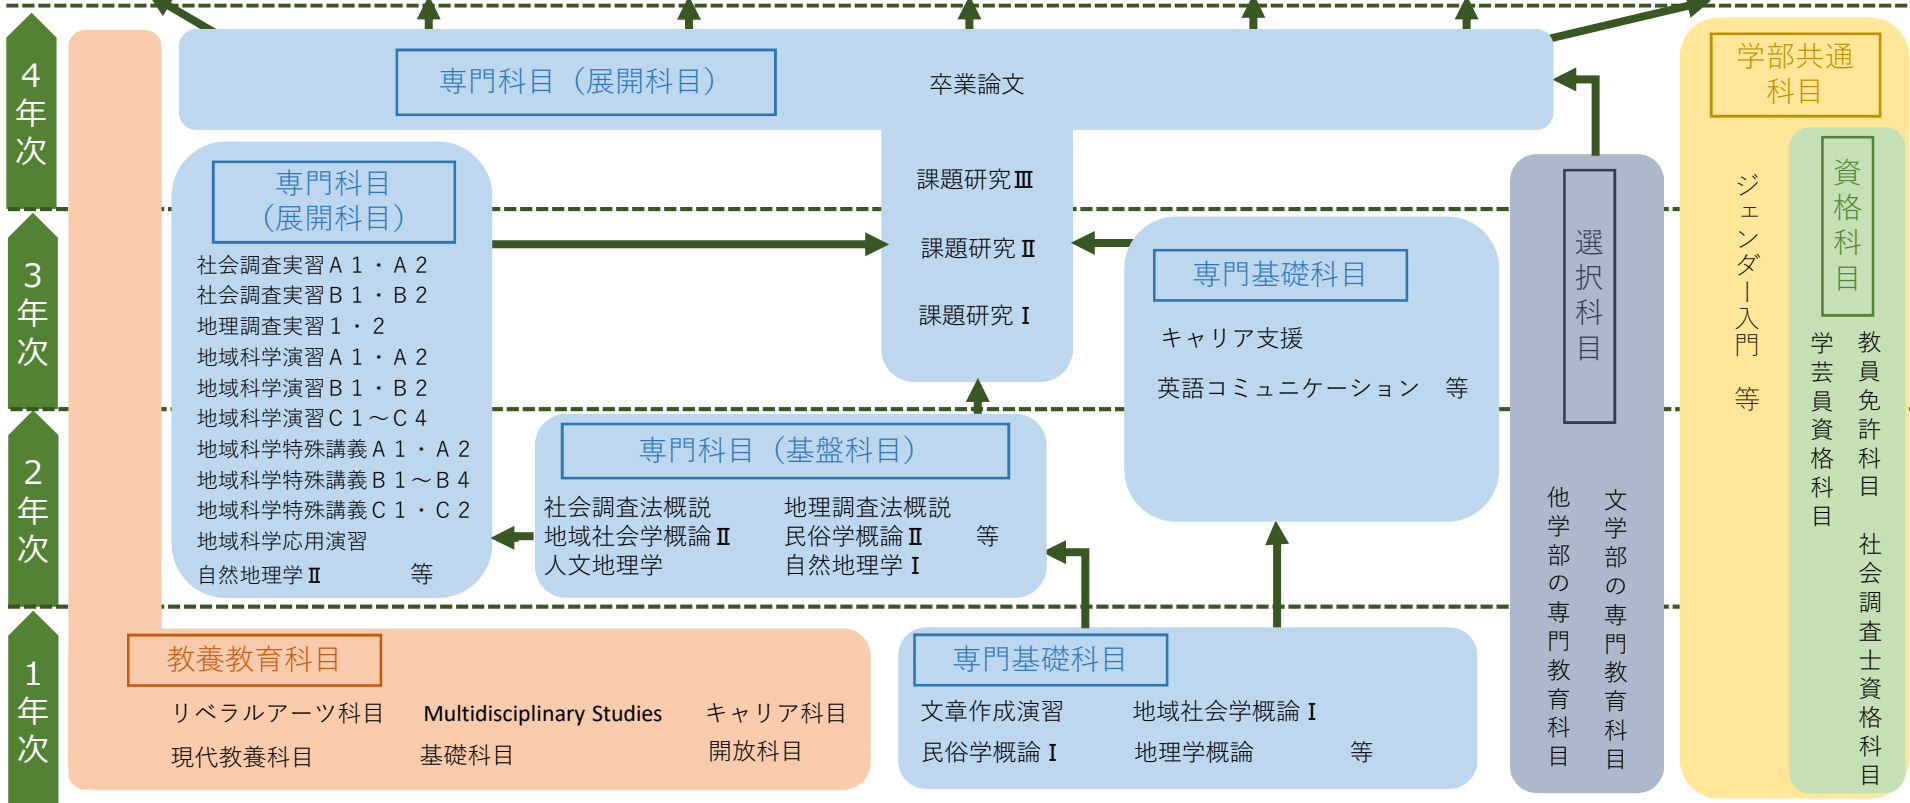 4年次
専門科目（展開科目）
卒業論文
学部共通
科目
専門科目
（展開科目）
社会調査実習Ａ１・Ａ２
社会調査実習Ｂ１・Ｂ２
地理調査実習１・２
地域科学演習Ａ１・Ａ２
地域科学演習Ｂ１・Ｂ２
地域科学演習Ｃ１～Ｃ４
地域科学特殊講義Ａ１・Ａ２
地域科学特殊講義Ｂ１～Ｂ４
地域科学特殊講義Ｃ１・Ｃ２
地域科学応用演習
自然地理学Ⅱ　等
課題研究Ⅲ
課題研究Ⅱ
課題研究Ⅰ
3年次
専門基礎科目
キャリア支援
英語コミュニケーション　等
選択科目
文学部の専門教育科目
他学部の専門教育科目
ジェンダー入門　等
資格科目
教員免許科目　社会調査士資格科目
学芸員資格科目
2年次
専門科目（基盤科目）
社会調査法概説　地理調査法概説
地域社会学概論Ⅱ　民俗学概論Ⅱ　等
人文地理学　自然地理学Ⅰ
1年次
教養教育科目
リベラルアーツ科目　Multidisciplinary Studies　キャリア科目
現代教養科目　基礎科目　開放科目
専門基礎科目
文章作成演習　地域社会学概論Ⅰ
民俗学概論Ⅰ　地理学概論　等